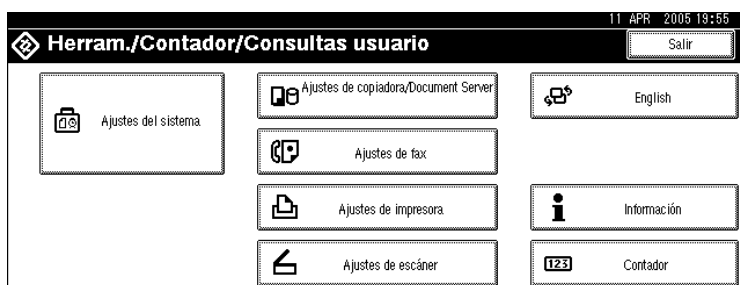 11 APR 2005 19:55
Herram./Contador/Consultas usuario
Salir
Ajustes del sistema
Ajustes de copiadora/Document Server
English
Ajustes de fax
Ajustes de impresora
Información
Ajustes de escáner
123
Contador